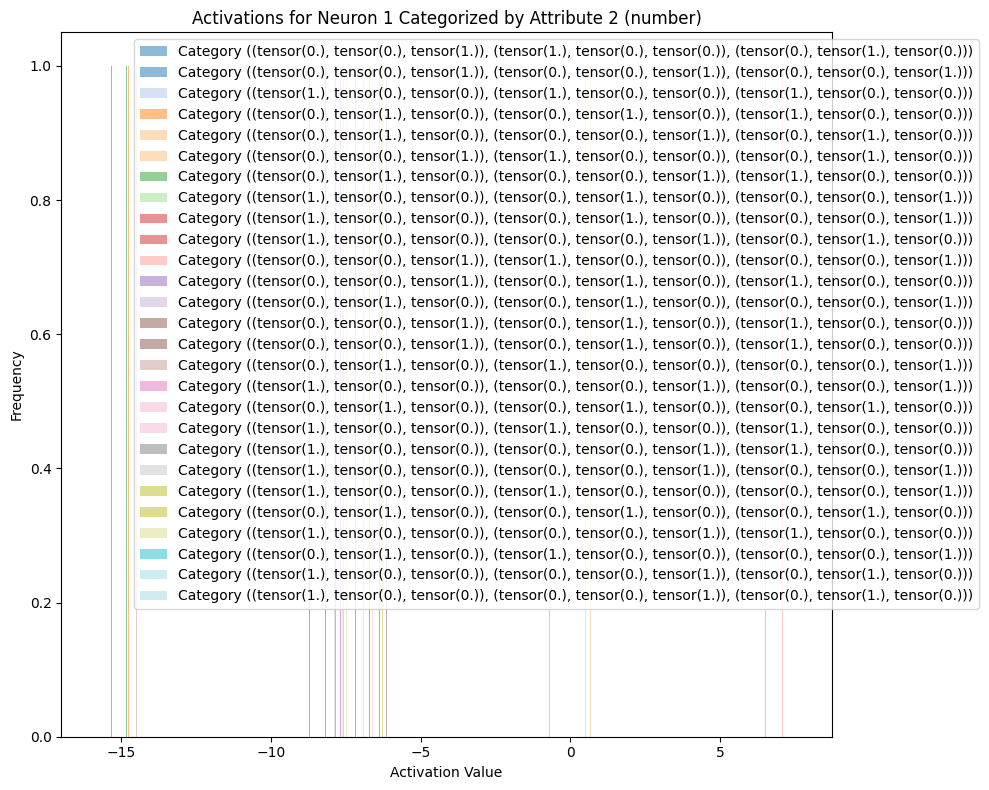 Activations for Neuron 1 Categorized by Attribute 2 (number)
Category ((tensor(0.), tensor(0.), tensor(1.)), (tensor(1.), tensor(0.), tensor(0.)), (tensor(0.), tensor(1.), tensor(0.)))
Category ((tensor(0.), tensor(0.), tensor(1.)), (tensor(0.), tensor(0.), tensor(1.)), (tensor(0.), tensor(0.), tensor(1.)))
Category ((tensor(1.), tensor(0.), tensor(0.)), (tensor(1.), tensor(0.), tensor(0.)), (tensor(1.), tensor(0.), tensor(0.)))
Category ((tensor(0.), tensor(1.), tensor(0.)), (tensor(0.), tensor(1.), tensor(0.)), (tensor(1.), tensor(0.), tensor(0.)))
Category ((tensor(0.), tensor(1.), tensor(0.)), (tensor(0.), tensor(0.), tensor(1.)), (tensor(0.), tensor(1.), tensor(0.)))
Category ((tensor(0.), tensor(0.), tensor(1.)), (tensor(1.), tensor(0.), tensor(0.)), (tensor(0.), tensor(1.), tensor(0.)))
Category ((tensor(0.), tensor(1.), tensor(0.)), (tensor(0.), tensor(0.), tensor(1.)), (tensor(1.), tensor(0.), tensor(0.)))
Category ((tensor(1.), tensor(0.), tensor(0.)), (tensor(0.), tensor(1.), tensor(0.)), (tensor(0.), tensor(0.), tensor(1.)))
Category ((tensor(1.), tensor(0.), tensor(0.)), (tensor(0.), tensor(1.), tensor(0.)), (tensor(0.), tensor(0.), tensor(1.)))
Category ((tensor(1.), tensor(0.), tensor(0.)), (tensor(0.), tensor(0.), tensor(1.)), (tensor(0.), tensor(1.), tensor(0.)))
Category ((tensor(0.), tensor(0.), tensor(1.)), (tensor(1.), tensor(0.), tensor(0.)), (tensor(0.), tensor(0.), tensor(1.)))
Category ((tensor(0.), tensor(0.), tensor(1.)), (tensor(0.), tensor(1.), tensor(0.)), (tensor(1.), tensor(0.), tensor(0.)))
Category ((tensor(0.), tensor(1.), tensor(0.)), (tensor(0.), tensor(1.), tensor(0.)), (tensor(0.), tensor(0.), tensor(1.)))
Category ((tensor(0.), tensor(0.), tensor(1.)), (tensor(0.), tensor(1.), tensor(0.)), (tensor(1.), tensor(0.), tensor(0.)))
Category ((tensor(0.), tensor(0.), tensor(1.)), (tensor(0.), tensor(1.), tensor(0.)), (tensor(1.), tensor(0.), tensor(0.)))
Category ((tensor(0.), tensor(1.), tensor(0.)), (tensor(1.), tensor(0.), tensor(0.)), (tensor(0.), tensor(0.), tensor(1.)))
Category ((tensor(1.), tensor(0.), tensor(0.)), (tensor(0.), tensor(0.), tensor(1.)), (tensor(0.), tensor(0.), tensor(1.)))
Category ((tensor(0.), tensor(1.), tensor(0.)), (tensor(0.), tensor(1.), tensor(0.)), (tensor(0.), tensor(1.), tensor(0.)))
Category ((tensor(1.), tensor(0.), tensor(0.)), (tensor(1.), tensor(0.), tensor(0.)), (tensor(1.), tensor(0.), tensor(0.)))
Category ((tensor(1.), tensor(0.), tensor(0.)), (tensor(0.), tensor(0.), tensor(1.)), (tensor(1.), tensor(0.), tensor(0.)))
Category ((tensor(1.), tensor(0.), tensor(0.)), (tensor(0.), tensor(0.), tensor(1.)), (tensor(0.), tensor(0.), tensor(1.)))
Category ((tensor(1.), tensor(0.), tensor(0.)), (tensor(1.), tensor(0.), tensor(0.)), (tensor(0.), tensor(0.), tensor(1.)))
Category ((tensor(1.), tensor(0.), tensor(0.)), (tensor(0.), tensor(1.), tensor(0.)), (tensor(0.), tensor(1.), tensor(0.)))
Category ((tensor(1.), tensor(0.), tensor(0.)), (tensor(0.), tensor(0.), tensor(1.)), (tensor(1.), tensor(0.), tensor(0.)))
Category ((tensor(0.), tensor(1.), tensor(0.)), (tensor(1.), tensor(0.), tensor(0.)), (tensor(0.), tensor(0.), tensor(1.)))
Category ((tensor(1.), tensor(0.), tensor(0.)), (tensor(0.), tensor(0.), tensor(1.)), (tensor(0.), tensor(1.), tensor(0.)))
Category ((tensor(1.), tensor(0.), tensor(0.)), (tensor(0.), tensor(0.), tensor(1.)), (tensor(0.), tensor(1.), tensor(0.)))
1.0
0.8
0.6
0.4
0.2
0.0
Frequency
−15
−10
−5
0
5
Activation Value